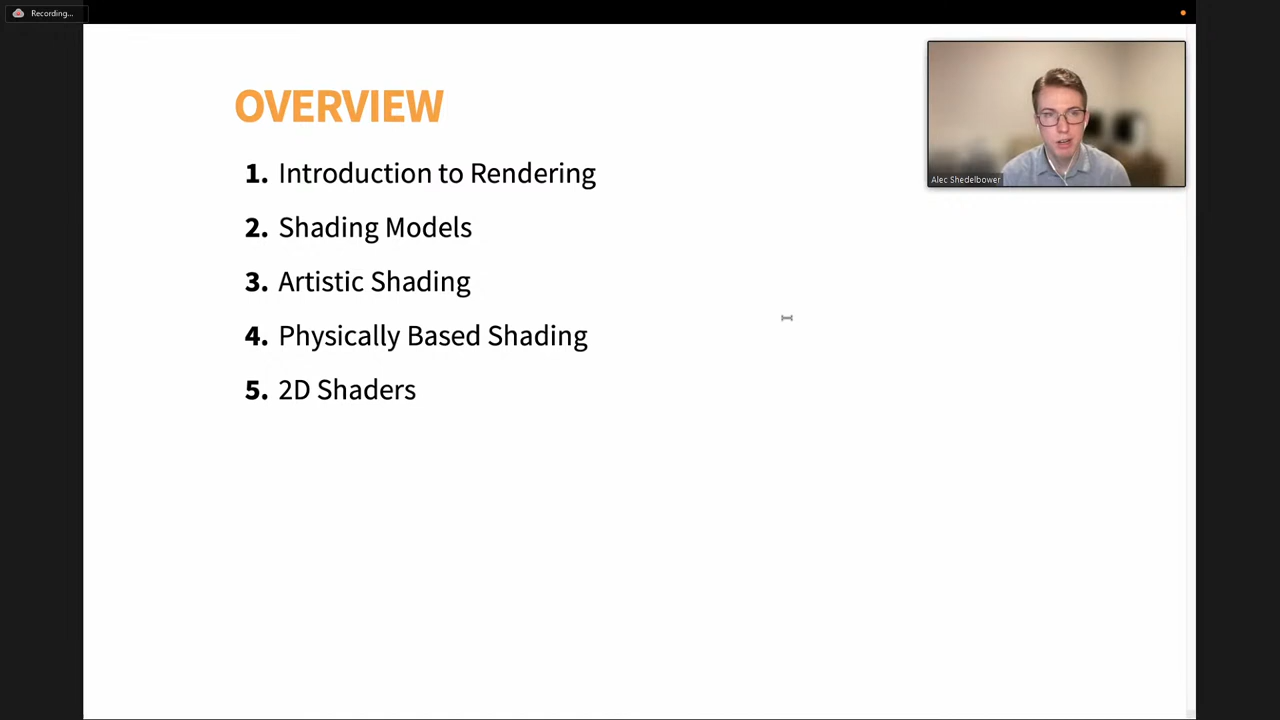 Recording...
OVERVIEW
1. Introduction to Rendering
2. Shading Models
3. Artistic Shading
4. Physically Based Shading
5. 2D Shaders
Alec Shedelbower